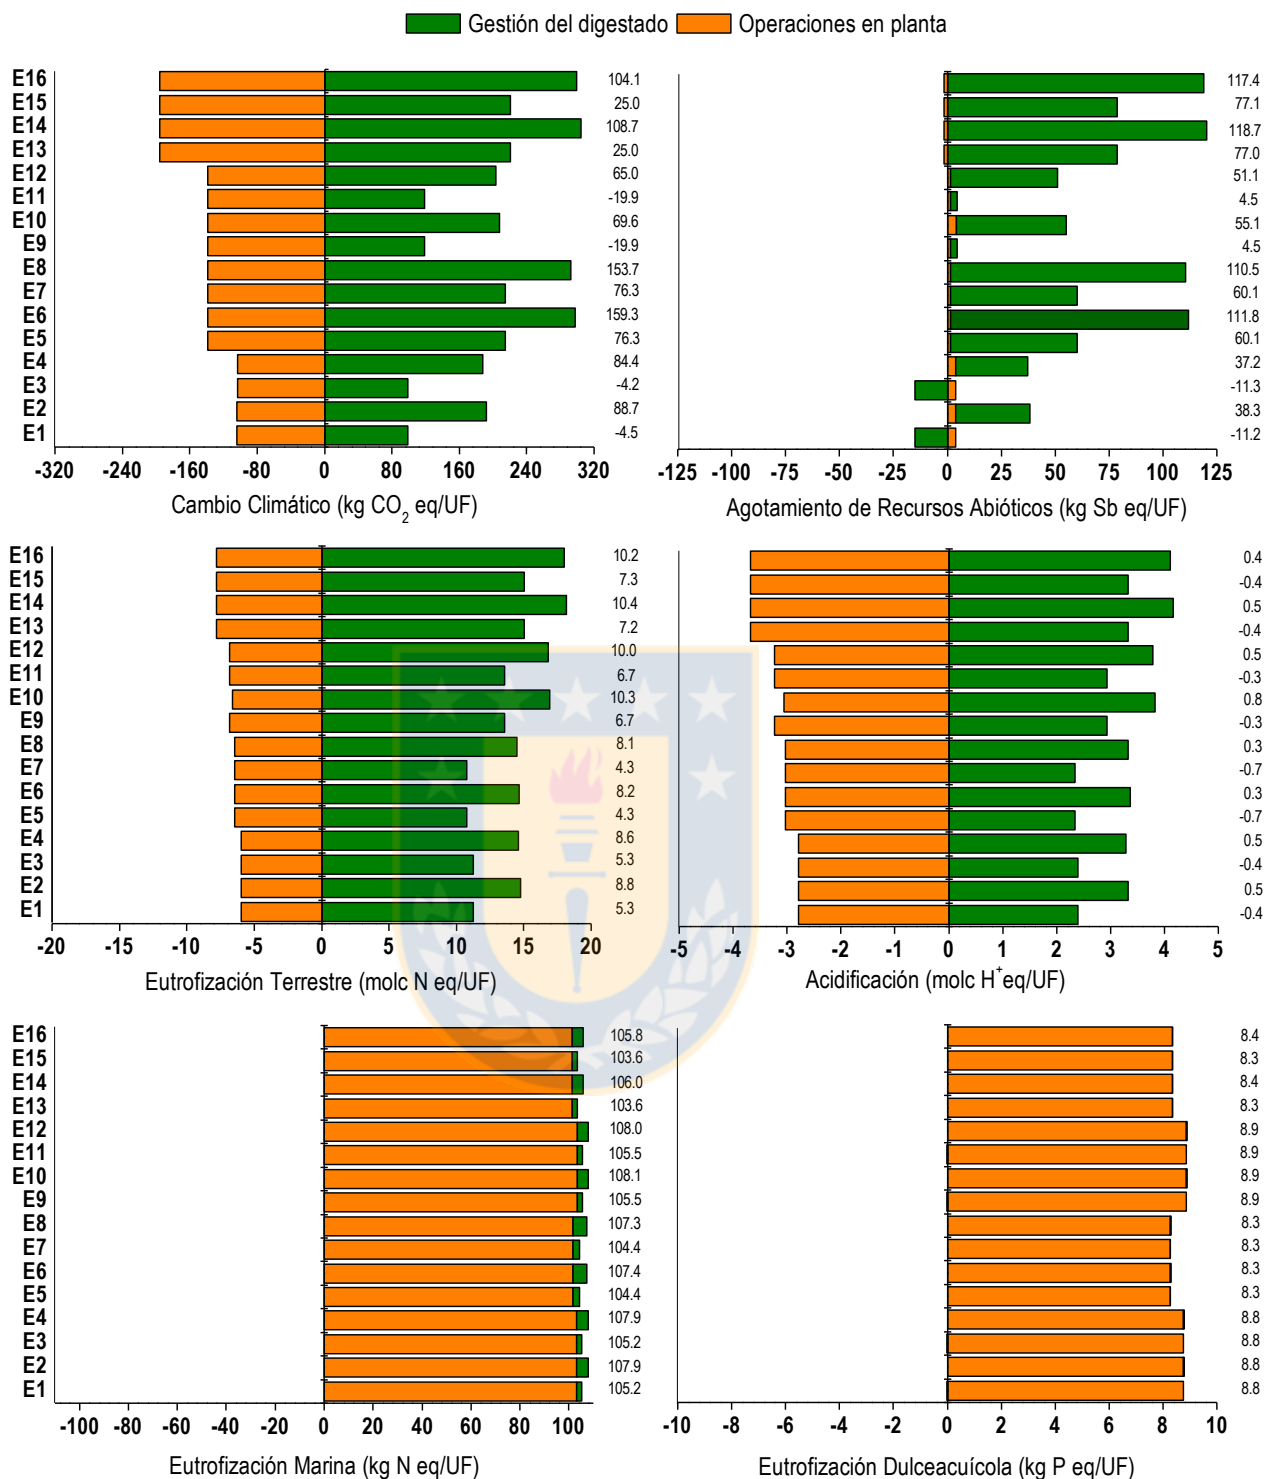 Gestión del digestado Operaciones en planta
E16 104.1 117.4
E15 25.0 77.1
E14 108.7 118.7
E13 25.0 77.0
E12 65.0 51.1
E11 -19.9 4.5
E10 69.6 55.1
E9 -19.9 4.5
E8 153.7 110.5
E7 76.3 60.1
E6 159.3 111.8
E5 76.3 60.1
E4 84.4 37.2
E3 -4.2 -11.3
E2 88.7 38.3
E1 -4.5 -11.2
-320 -240 -160 -80 0 80 160 240 320 -125 -100 -75 -50 -25 0 25 50 75 100 125
Cambio Climático (kg CO2 eq/UF) Agotamiento de Recursos Abióticos (kg Sb eq/UF)
E16 10.2 0.4
E15 7.3 -0.4
E14 10.4 0.5
E13 7.2 -0.4
E12 10.0 0.5
E11 6.7 -0.3
E10 10.3 0.8
E9 6.7 -0.3
E8 8.1 0.3
E7 4.3 -0.7
E6 8.2 0.3
E5 4.3 -0.7
E4 8.6 0.5
E3 5.3 -0.4
E2 8.8 0.5
E1 5.3 -0.4
-20 -15 -10 -5 0 5 10 15 20 -5 -4 -3 -2 -1 0 1 2 3 4 5
Eutrofización Terrestre (molc N eq/UF) Acidificación (molc H+eq/UF)
E16 105.8 8.4
E15 103.6 8.3
E14 106.0 8.4
E13 103.6 8.3
E12 108.0 8.9
E11 105.5 8.9
E10 108.1 8.9
E9 105.5 8.9
E8 107.3 8.3
E7 104.4 8.3
E6 107.4 8.3
E5 104.4 8.3
E4 107.9 8.8
E3 105.2 8.8
E2 107.9 8.8
E1 105.2 8.8
-100 -80 -60 -40 -20 0 20 40 60 80 100 -10 -8 -6 -4 -2 0 2 4 6 8 10
Eutrofización Marina (kg N eq/UF) Eutrofización Dulceacuícola (kg P eq/UF)